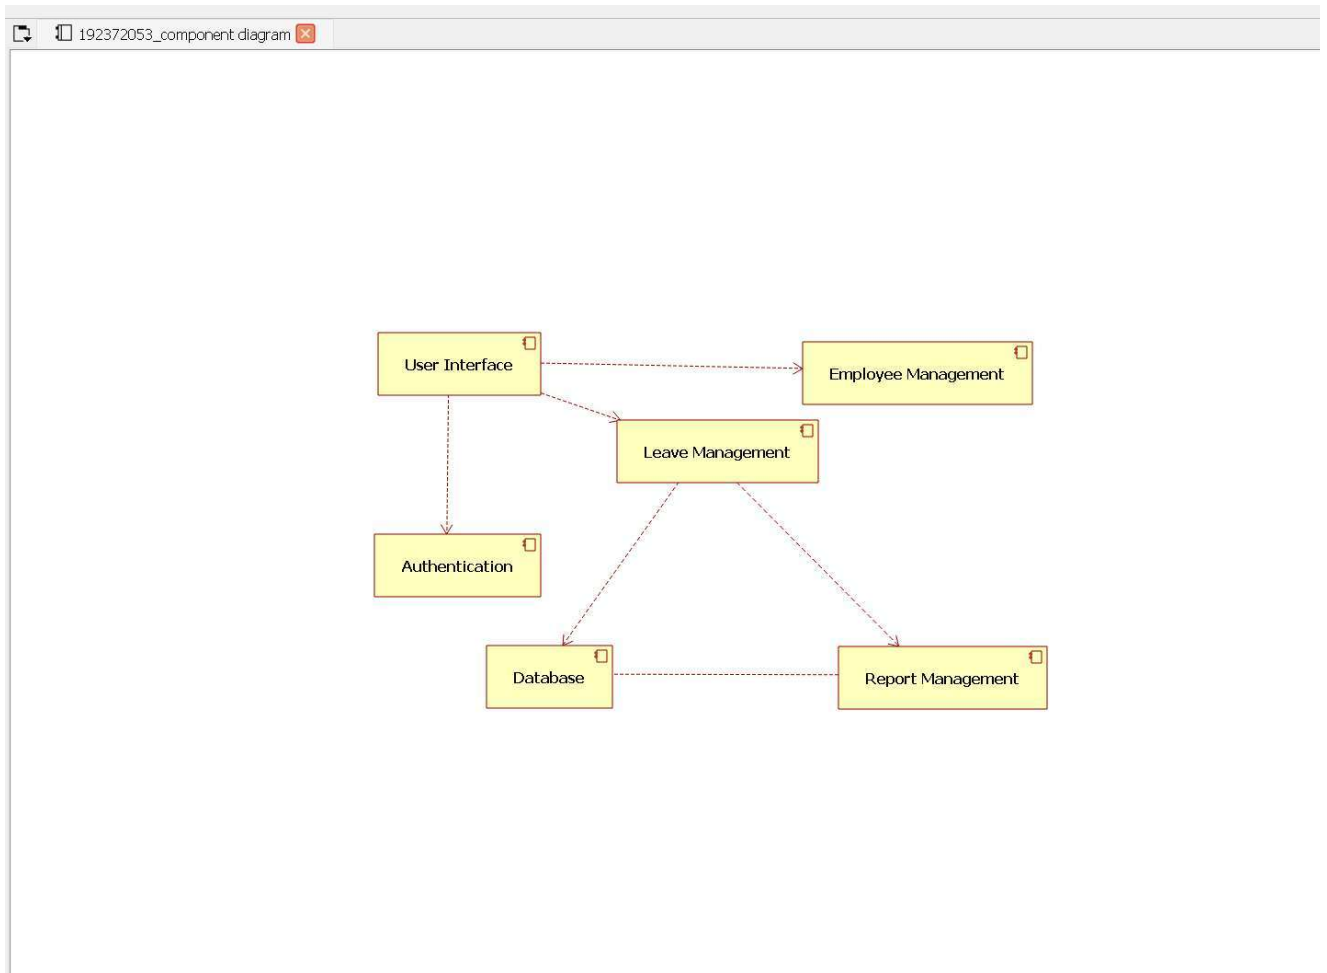 192372053_component diagram
User Interface
Employee Management
Leave Management
Authentication
Database
Report Management